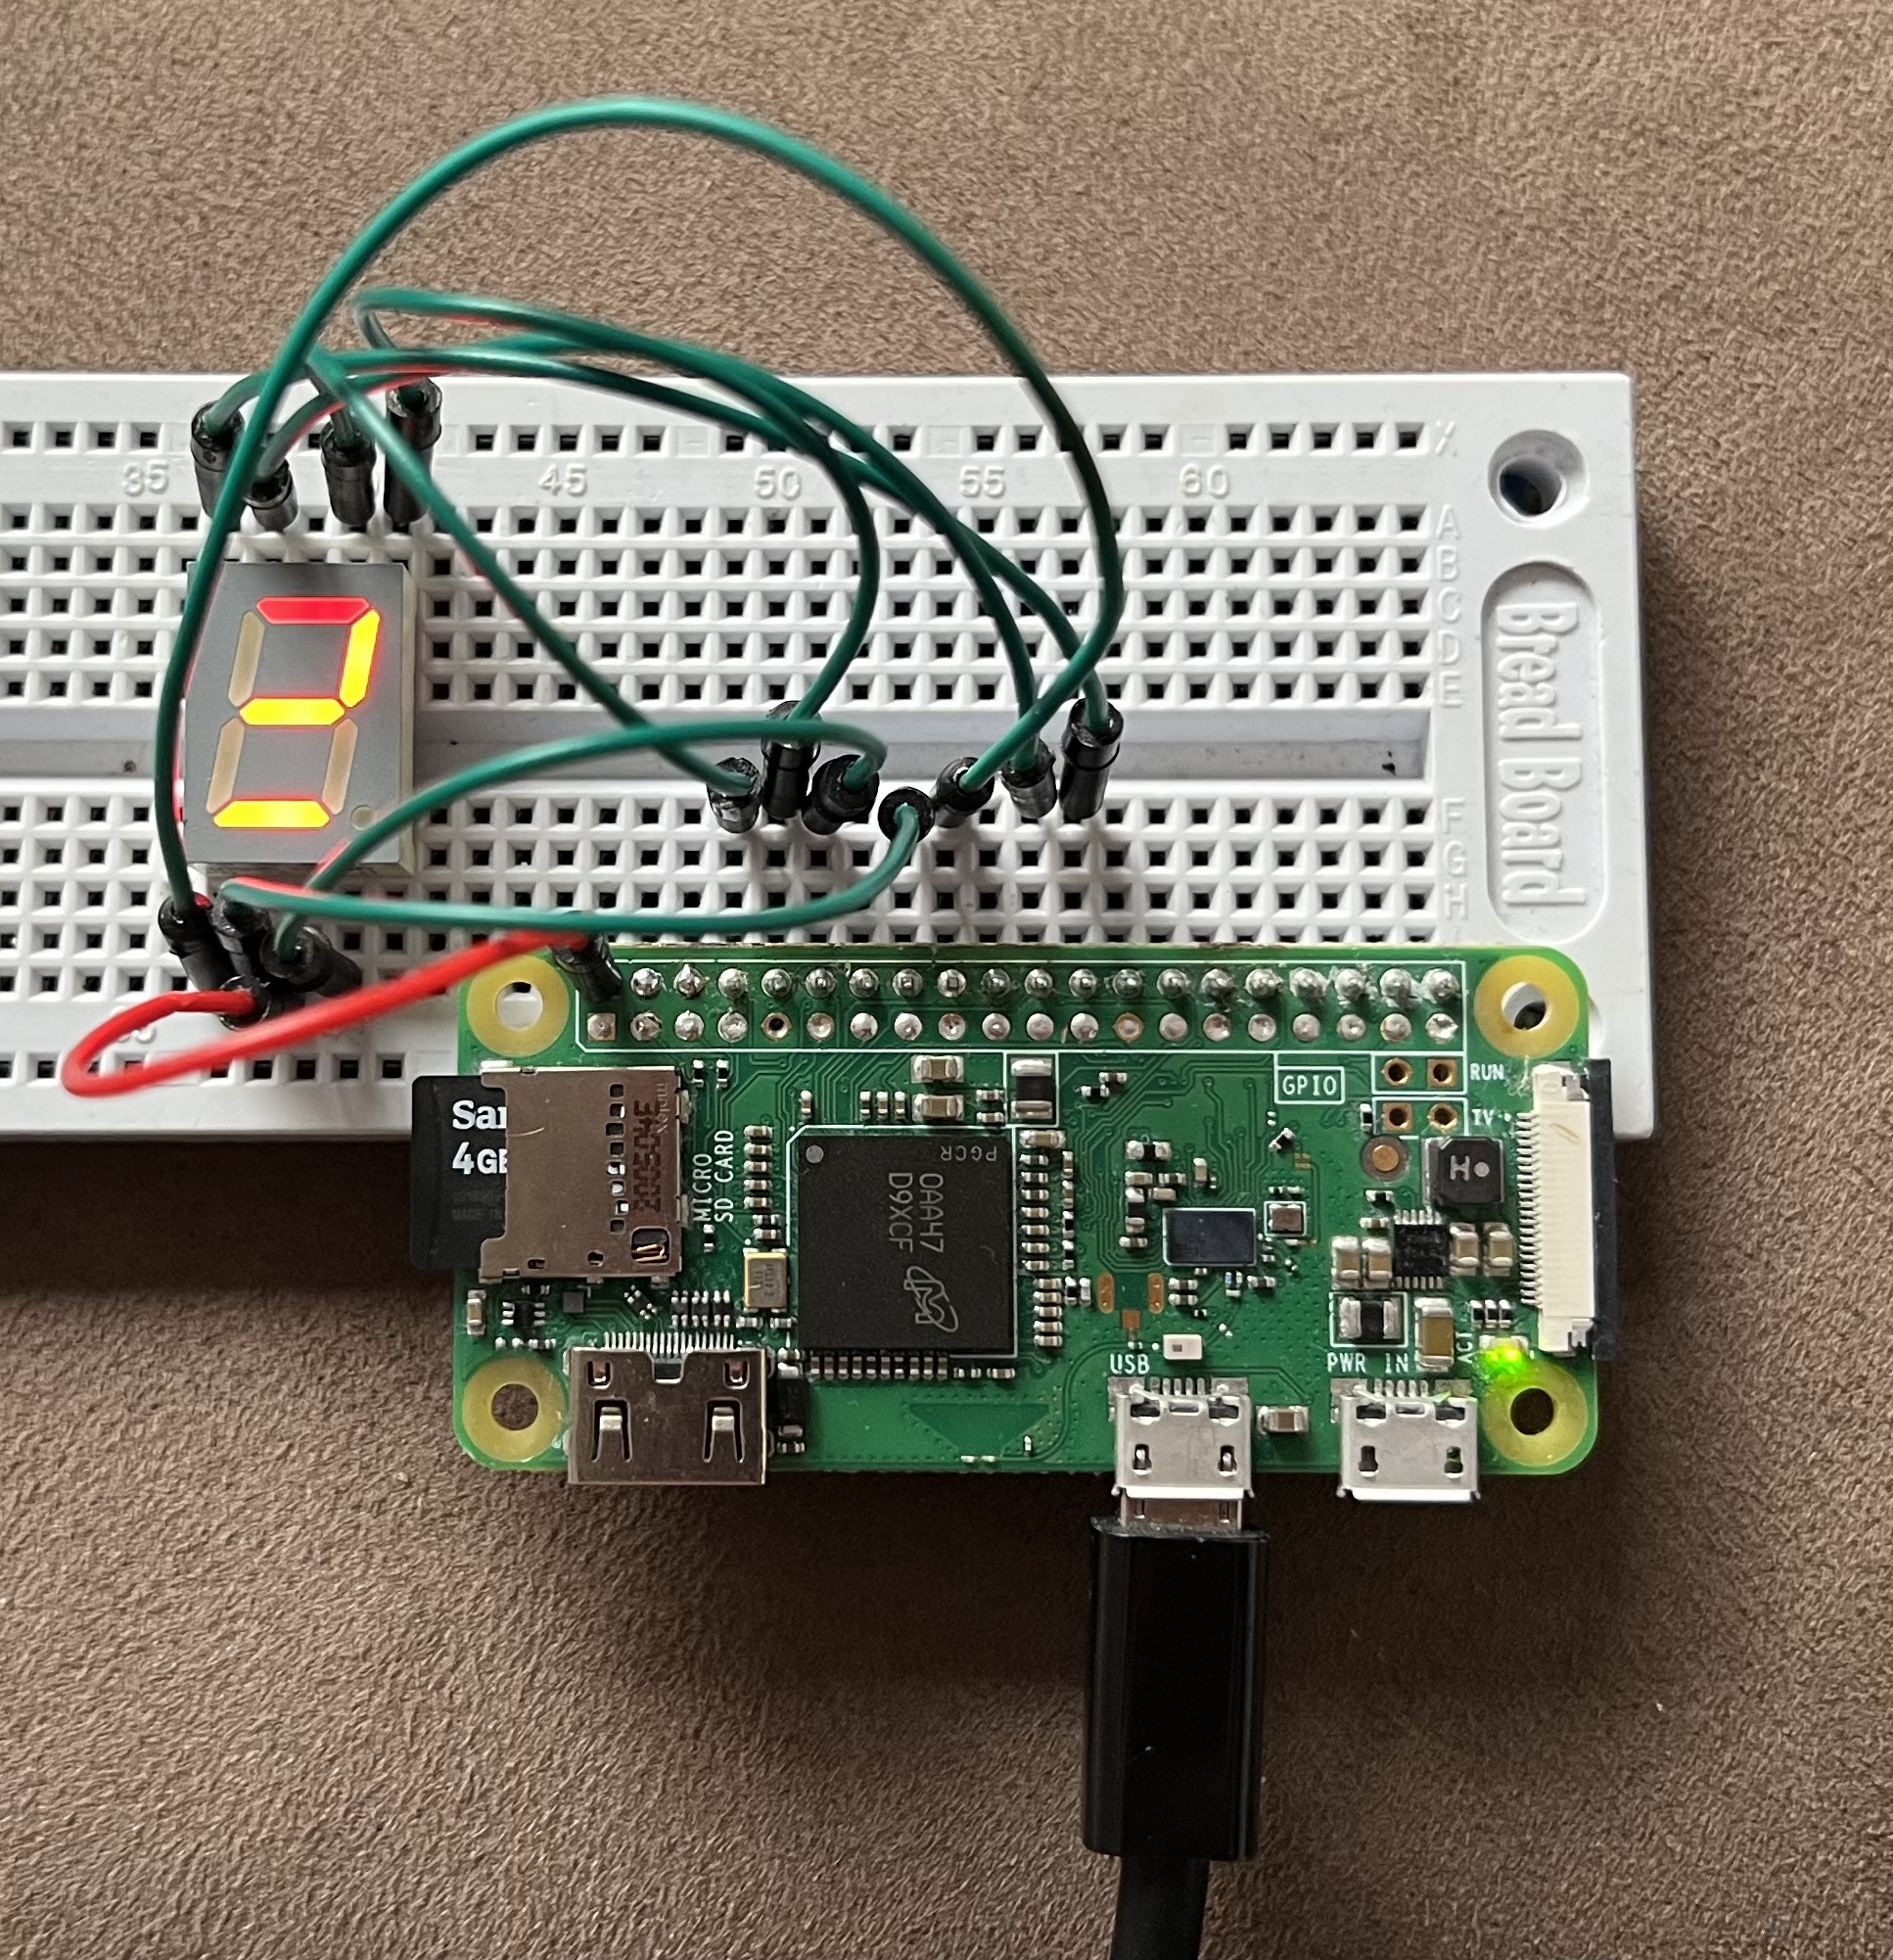 X
35
45
50
55
60
A
B
C
D
E
Bread Board
F
G
H
GPIO
RUN
TV
San
4GB
MICRO
SD CARD
PGCR
0AA47
D9XCF
H
USB
PWR IN
ACT